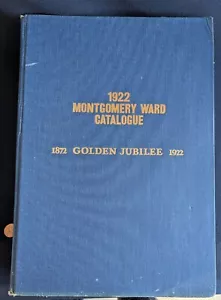 1922
MONTGOMERY WARD
CATALOGUE
1872 GOLDEN JUBILEE 1922